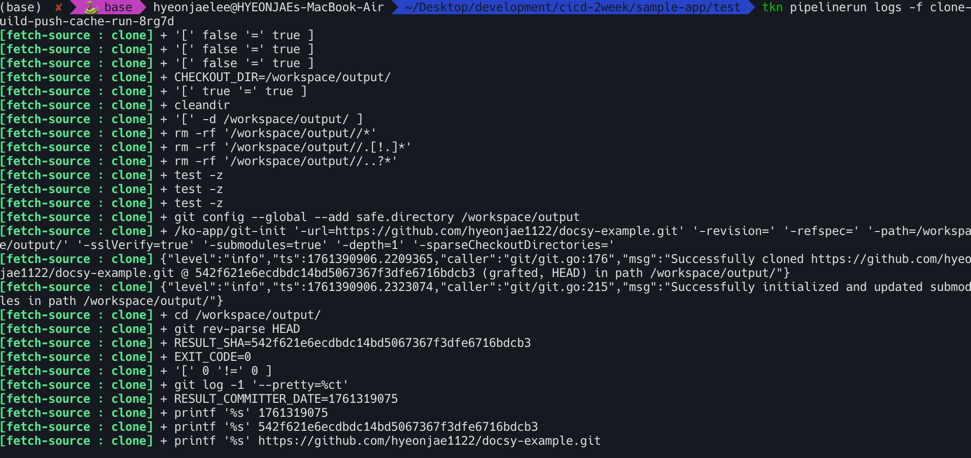 (base) ✘ base hyeonjaelee@HYEONJAEs-MacBook-Air ~/Desktop/development/cicd-2week/sample-app/test tkn pipelinerun logs -f clone-
uild-push-cache-run-8rg7d
[fetch-source : clone] + '[' false '=' true ]
[fetch-source : clone] + '[' false '=' true ]
[fetch-source : clone] + '[' false '=' true ]
[fetch-source : clone] + CHECKOUT_DIR=/workspace/output/
[fetch-source : clone] + '[' true '=' true ]
[fetch-source : clone] + cleandir
[fetch-source : clone] + '[' -d /workspace/output/ ]
[fetch-source : clone] + rm -rf '/workspace/output//*'
[fetch-source : clone] + rm -rf '/workspace/output//.[!.]*'
[fetch-source : clone] + rm -rf '/workspace/output//..?*'
[fetch-source : clone] + test -z
[fetch-source : clone] + test -z
[fetch-source : clone] + test -z
[fetch-source : clone] + git config --global --add safe.directory /workspace/output
[fetch-source : clone] + /ko-app/git-init '-url=https://github.com/hyeonjae1122/docsy-example.git' '-revision=' '-refspec=' '-path=/workspa
e/output/' '-sslVerify=true' '-submodules=true' '-depth=1' '-sparseCheckoutDirectories='
[fetch-source : clone] {"level":"info","ts":1761390906.2209365,"caller":"git/git.go:176","msg":"Successfully cloned https://github.com/hyeo
jae1122/docsy-example.git @ 542f621e6ecdbdc14bd5067367f3dfe6716bdcb3 (grafted, HEAD) in path /workspace/output/"}
[fetch-source : clone] {"level":"info","ts":1761390906.2323074,"caller":"git/git.go:215","msg":"Successfully initialized and updated submod
les in path /workspace/output/"}
[fetch-source : clone] + cd /workspace/output/
[fetch-source : clone] + git rev-parse HEAD
[fetch-source : clone] + RESULT_SHA=542f621e6ecdbdc14bd5067367f3dfe6716bdcb3
[fetch-source : clone] + EXIT_CODE=0
[fetch-source : clone] + '[' 0 '!=' 0 ]
[fetch-source : clone] + git log -1 '--pretty=%ct'
[fetch-source : clone] + RESULT_COMMITTER_DATE=1761319075
[fetch-source : clone] + printf '%s' 1761319075
[fetch-source : clone] + printf '%s' 542f621e6ecdbdc14bd5067367f3dfe6716bdcb3
[fetch-source : clone] + printf '%s' https://github.com/hyeonjae1122/docsy-example.git